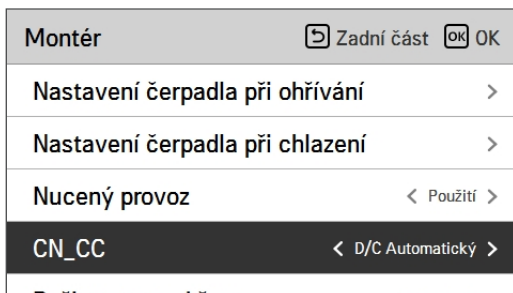 Montér Zadní část OK OK
Nastavení čerpadla při ohřívání >
Nastavení čerpadla při chlazení >
Nucený provoz < Použití >
CN_CC < D/C Automatický >